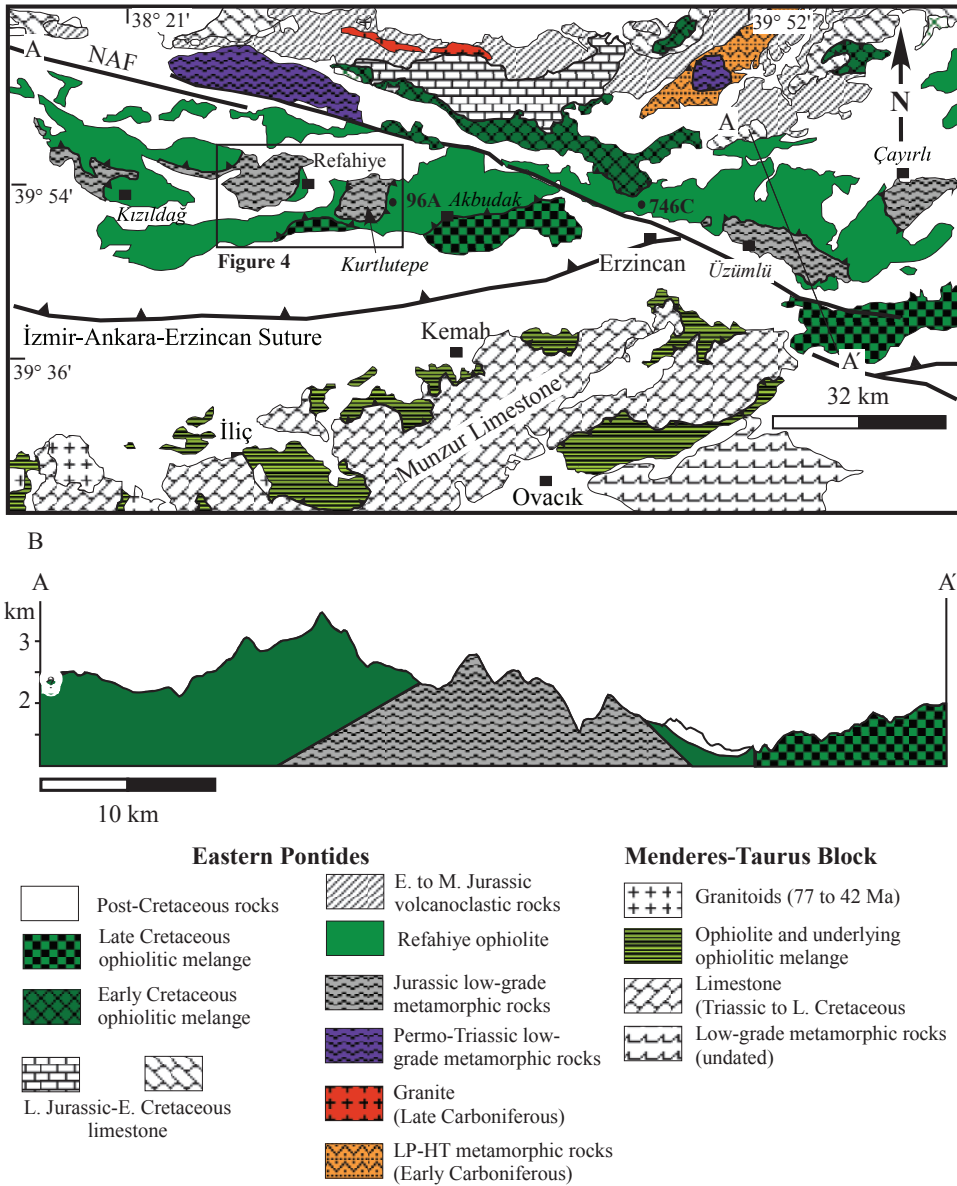 38° 21'
39° 52'
A
NAF
N
A
Çayırlı
Refahiye
39° 54'
Kızıldağ
96A
Akbudak
746C
Figure 4
Kurtlutepe
Erzincan
Üzümlü
İzmir-Ankara-Erzincan Suture
Kemah
39° 36'
A′
32 km
Munzur Limestone
İliç
Ovacık
B
A
A′
km
3
2
10 km
Eastern Pontides
Post-Cretaceous rocks
Late Cretaceous
ophiolitic melange
Early Cretaceous
ophiolitic melange
L. Jurassic-E. Cretaceous
limestone
E. to M. Jurassic
volcanoclastic rocks
Refahiye ophiolite
Jurassic low-grade
metamorphic rocks
Permo-Triassic low-
grade metamorphic rocks
Granite
(Late Carboniferous)
LP-HT metamorphic rocks
(Early Carboniferous)
Menderes-Taurus Block
Granitoids (77 to 42 Ma)
Ophiolite and underlying
ophiolitic melange
Limestone
(Triassic to L. Cretaceous
Low-grade metamorphic rocks
(undated)